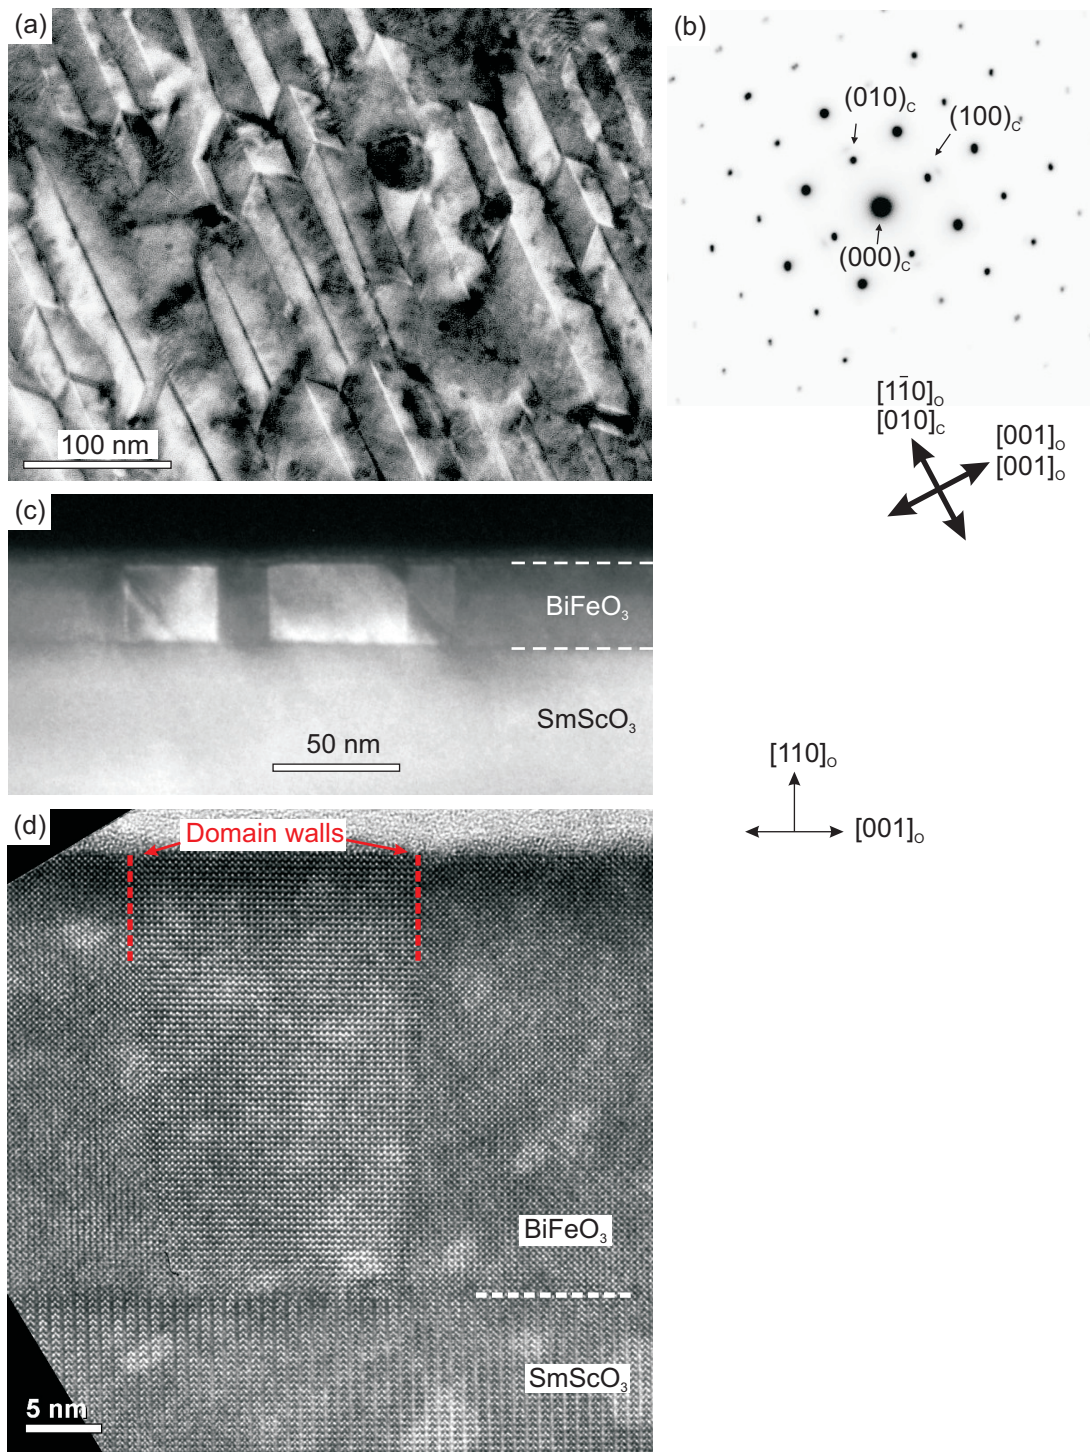 (a)
100 nm
(b)
(010)c
(100)c
(000)c
[11̄0]o
[010]c
[001]o
[001]o
(c)
BiFeO3
SmScO3
50 nm
[110]o
[001]o
(d)
Domain walls
BiFeO3
SmScO3
5 nm